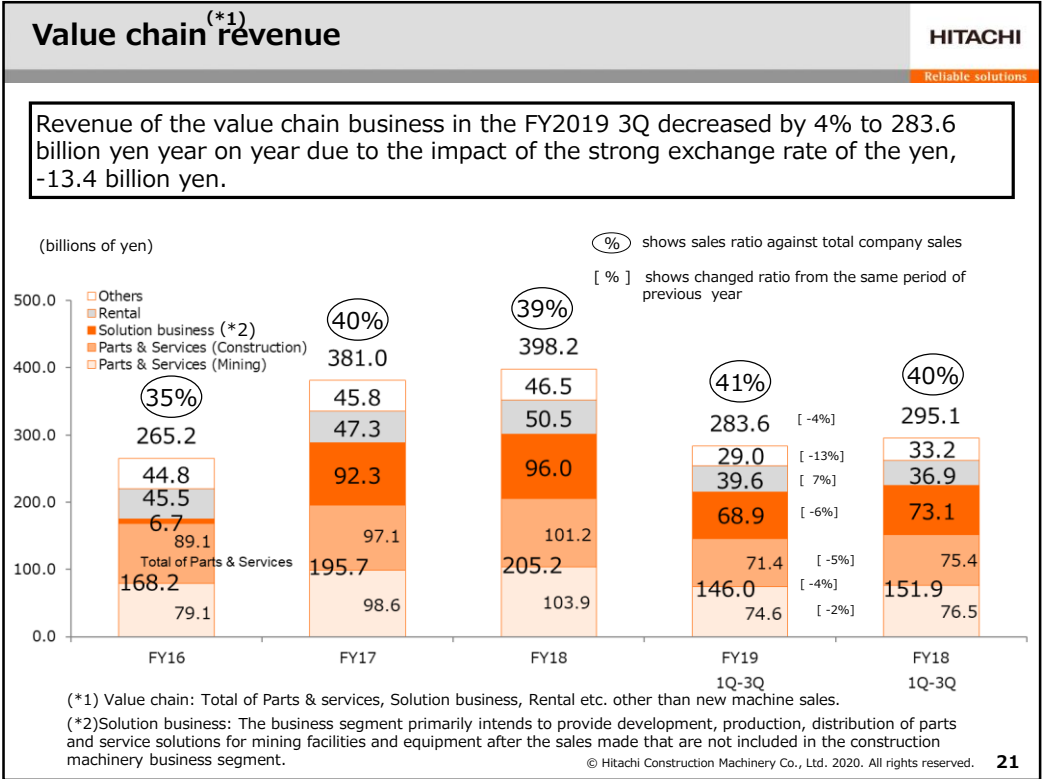 Value chain revenue (*1)
HITACHI
Reliable solutions
Revenue of the value chain business in the FY2019 3Q decreased by 4% to 283.6
billion yen year on year due to the impact of the strong exchange rate of the yen,
-13.4 billion yen.
(billions of yen)
% shows sales ratio against total company sales
[ % ] shows changed ratio from the same period of
previous year
500.0
400.0
300.0
200.0
100.0
0.0
Others
Rental
Solution business (*2)
Parts & Services (Construction)
Parts & Services (Mining)
35%
265.2
44.8
45.5
6.7
89.1
Total of Parts & Services
168.2
79.1
FY16
40%
381.0
45.8
47.3
92.3
97.1
195.7
98.6
FY17
39%
398.2
46.5
50.5
96.0
101.2
205.2
103.9
FY18
41%
283.6 [ -4%]
29.0 [ -13%]
39.6 [ 7%]
68.9 [ -6%]
71.4 [ -5%]
146.0 [ -4%]
74.6 [ -2%]
FY19
1Q-3Q
40%
295.1
33.2
36.9
73.1
75.4
151.9
76.5
FY18
1Q-3Q
(*1) Value chain: Total of Parts & services, Solution business, Rental etc. other than new machine sales.
(*2)Solution business: The business segment primarily intends to provide development, production, distribution of parts
and service solutions for mining facilities and equipment after the sales made that are not included in the construction
machinery business segment.
© Hitachi Construction Machinery Co., Ltd. 2020. All rights reserved. 21